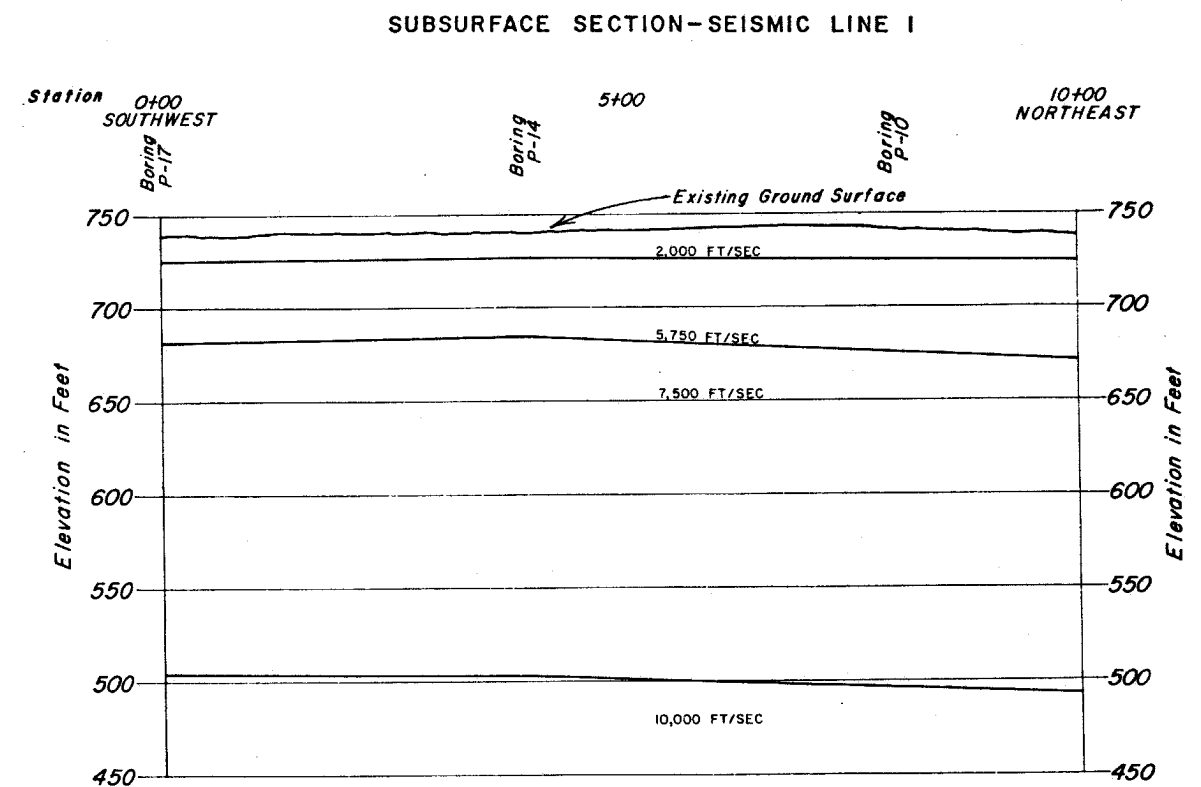 SUBSURFACE SECTION-SEISMIC LINE I
Station 0+00 5+00 10+00
SOUTHWEST NORTHEAST
Boring P-17
Boring P-14
Boring P-10
Existing Ground Surface
750 750
2,000 FT/SEC
700 700
5,750 FT/SEC
7,500 FT/SEC
650 650
Elevation in Feet
Elevation in Feet
600 600
550 550
500 500
10,000 FT/SEC
450 450